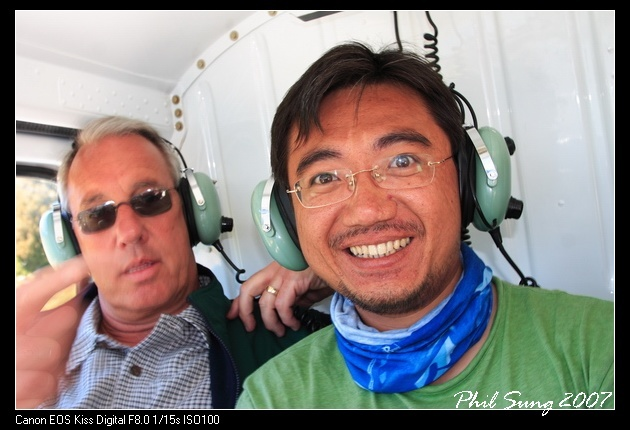 Phil Sung 2007
Canon EOS Kiss Digital F8.0 1/15s ISO100